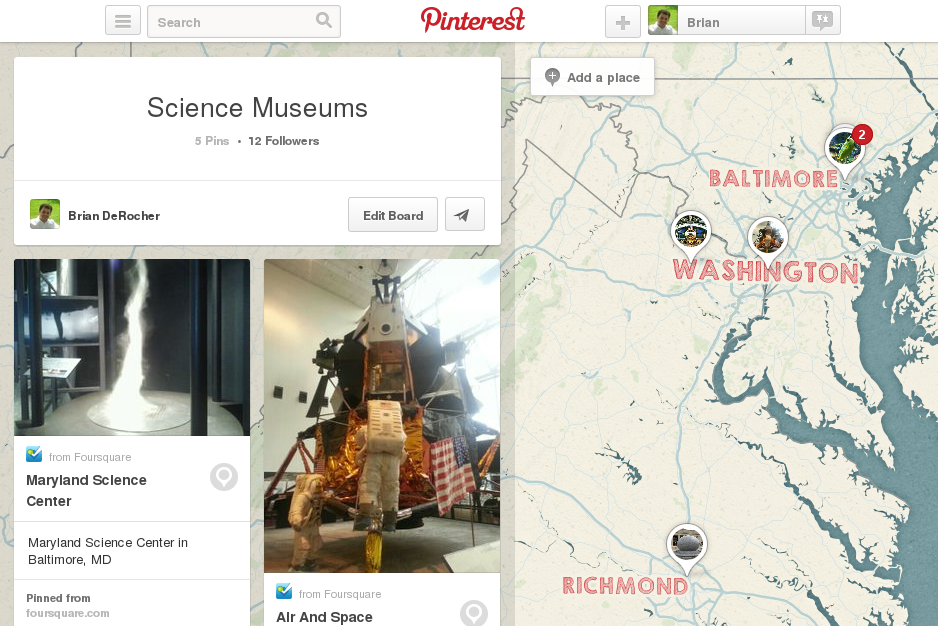 Search
Pinterest
Brian
Add a place
Science Museums
5 Pins • 12 Followers
Brian DeRocher
Edit Board
2
BALTIMORE
WASHINGTON
RICHMOND
from Foursquare
Maryland Science
Center
Maryland Science Center in
Baltimore, MD
Pinned from
foursquare.com
from Foursquare
Air And Space